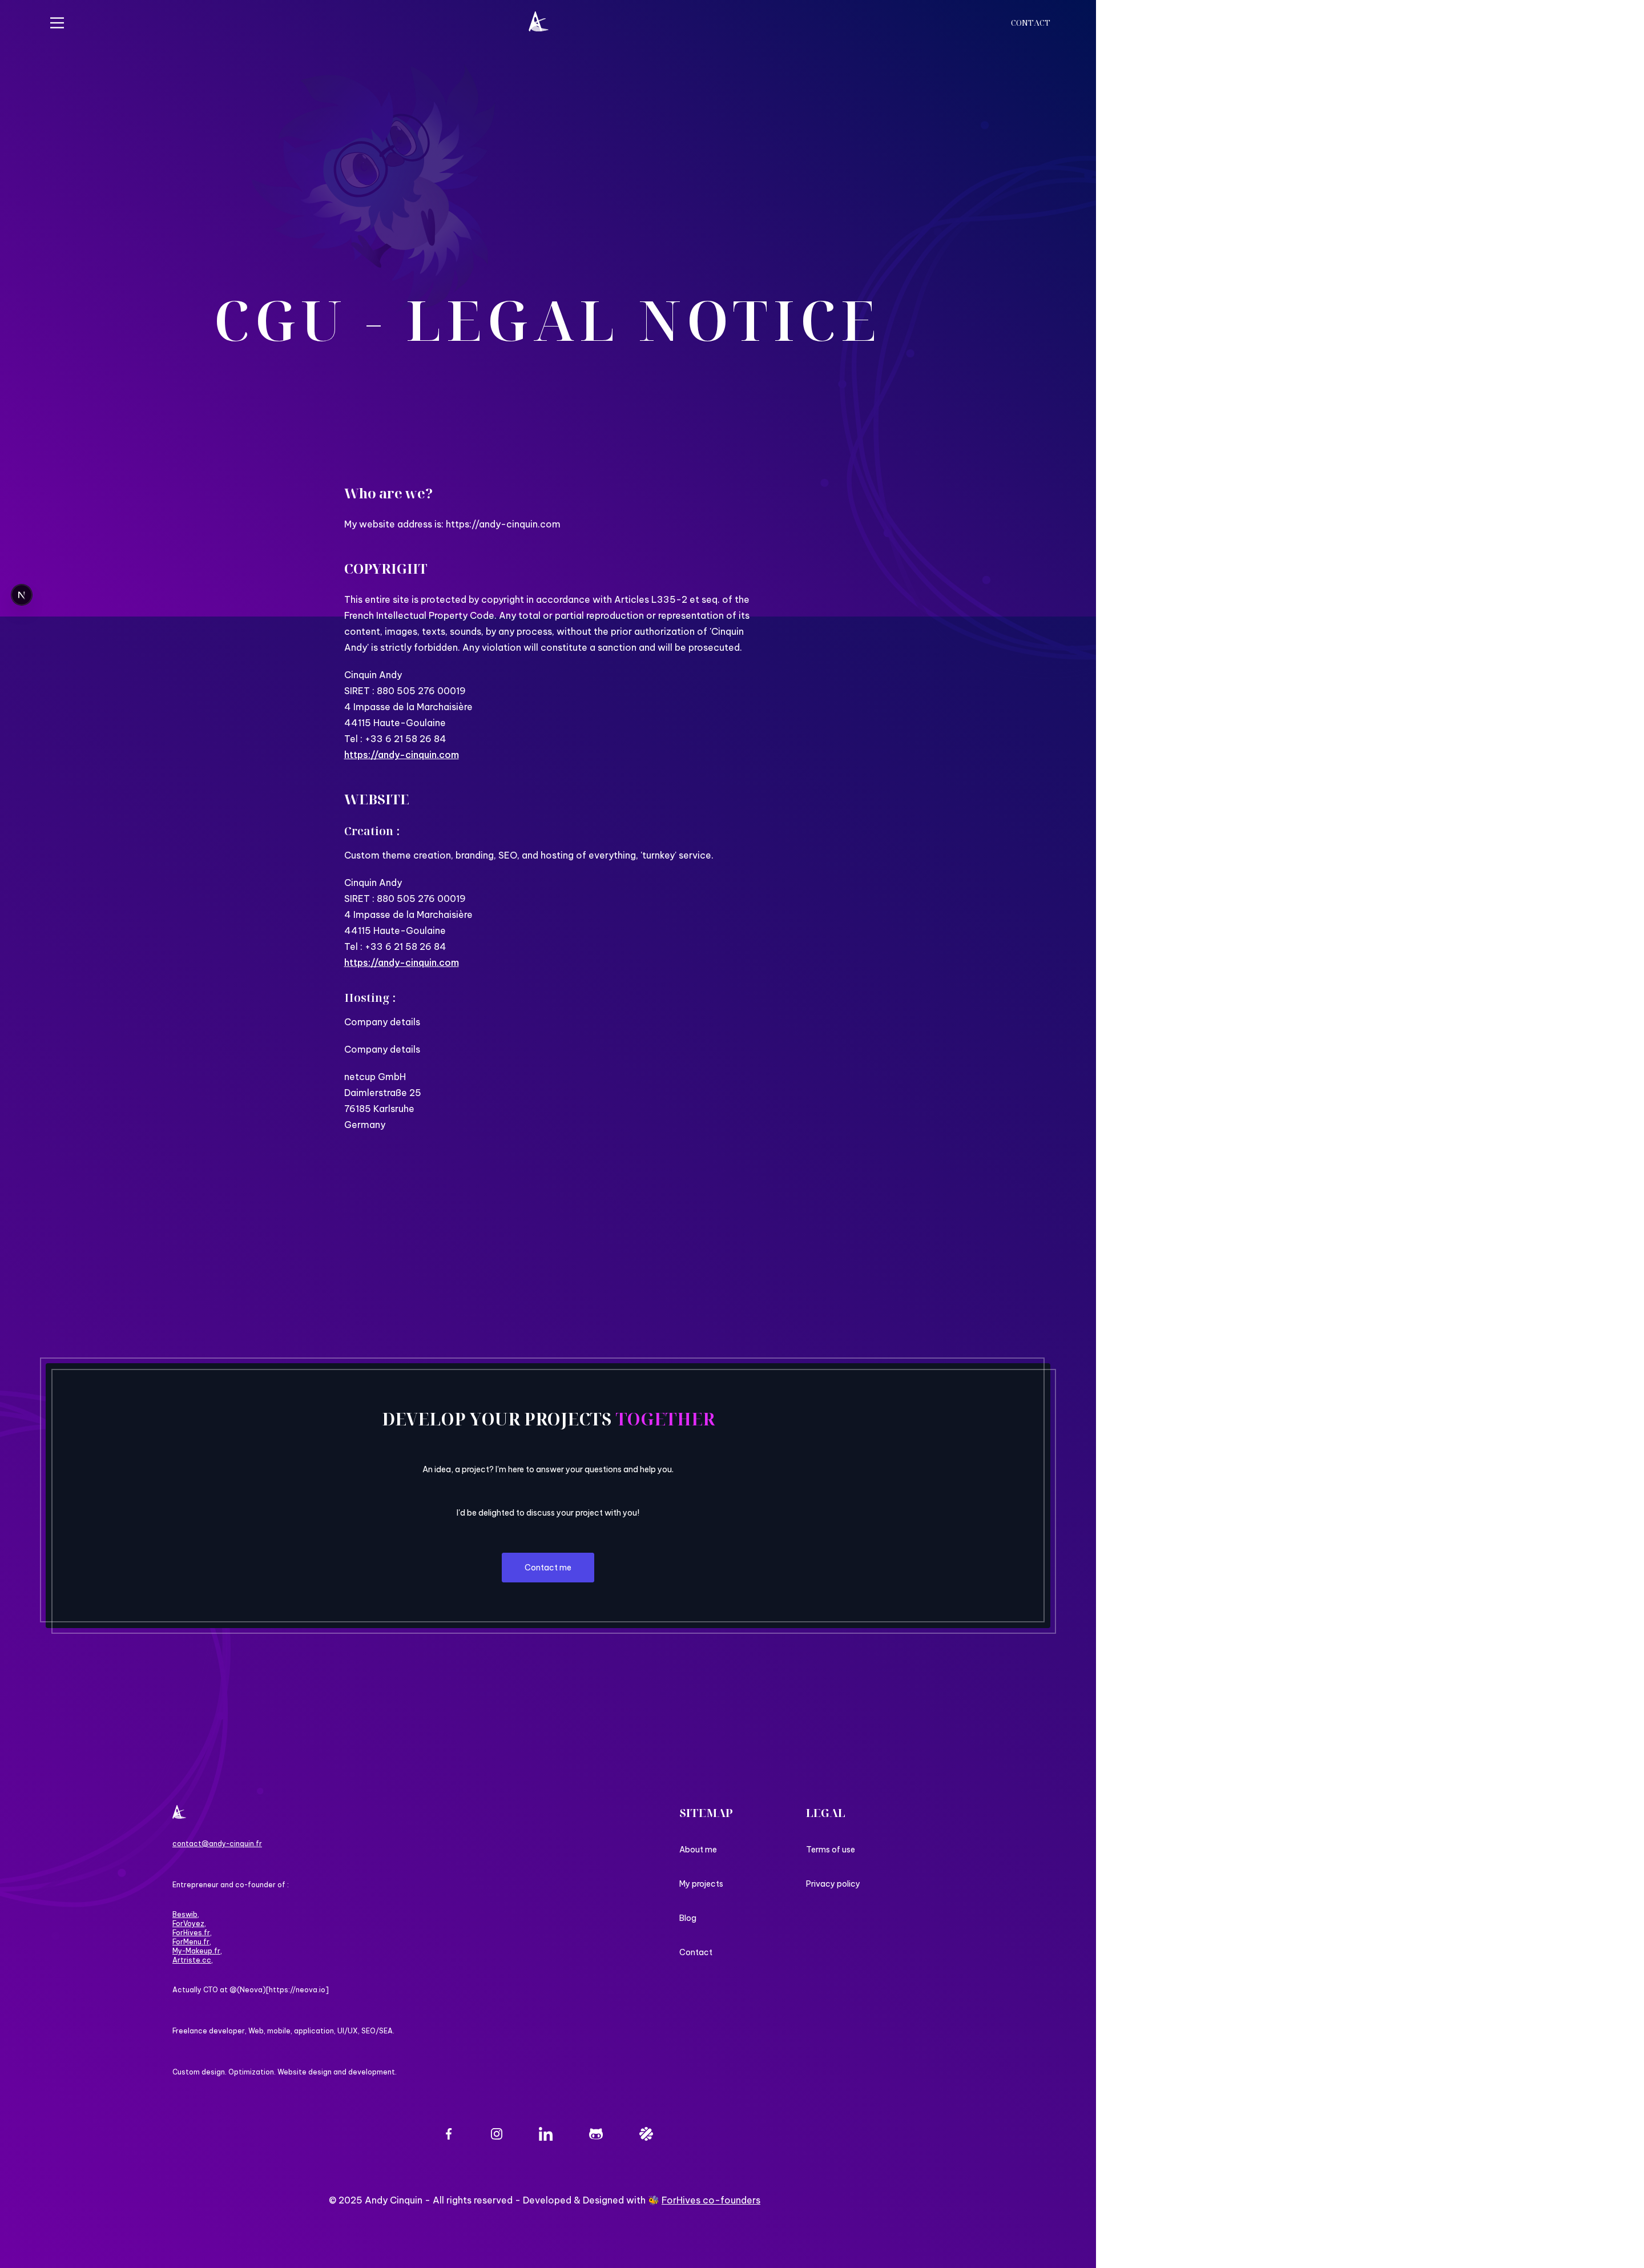 CONTACT
CGU - LEGAL NOTICE
Who are we?
My website address is: https://andy-cinquin.com
COPYRIGHT
This entire site is protected by copyright in accordance with Articles L335-2 et seq. of the
French Intellectual Property Code. Any total or partial reproduction or representation of its
content, images, texts, sounds, by any process, without the prior authorization of 'Cinquin
Andy' is strictly forbidden. Any violation will constitute a sanction and will be prosecuted.
Cinquin Andy
SIRET : 880 505 276 00019
4 Impasse de la Marchaisière
44115 Haute-Goulaine
Tel : +33 6 21 58 26 84
https://andy-cinquin.com
WEBSITE
Creation :
Custom theme creation, branding, SEO, and hosting of everything, 'turnkey' service.
Cinquin Andy
SIRET : 880 505 276 00019
4 Impasse de la Marchaisière
44115 Haute-Goulaine
Tel : +33 6 21 58 26 84
https://andy-cinquin.com
Hosting :
Company details
Company details
netcup GmbH
Daimlerstraße 25
76185 Karlsruhe
Germany
DEVELOP YOUR PROJECTS TOGETHER
An idea, a project? I'm here to answer your questions and help you.
I'd be delighted to discuss your project with you!
Contact me
contact@andy-cinquin.fr
Entrepreneur and co-founder of :
Beswib,
ForVoyez,
ForHives.fr,
ForMenu.fr,
My-Makeup.fr,
Artriste.cc,
Actually CTO at @(Neova)[https://neova.io]
Freelance developer, Web, mobile, application, UI/UX, SEO/SEA.
Custom design. Optimization. Website design and development.
SITEMAP
About me
My projects
Blog
Contact
LEGAL
Terms of use
Privacy policy
© 2025 Andy Cinquin - All rights reserved - Developed & Designed with 🐝 ForHives co-founders